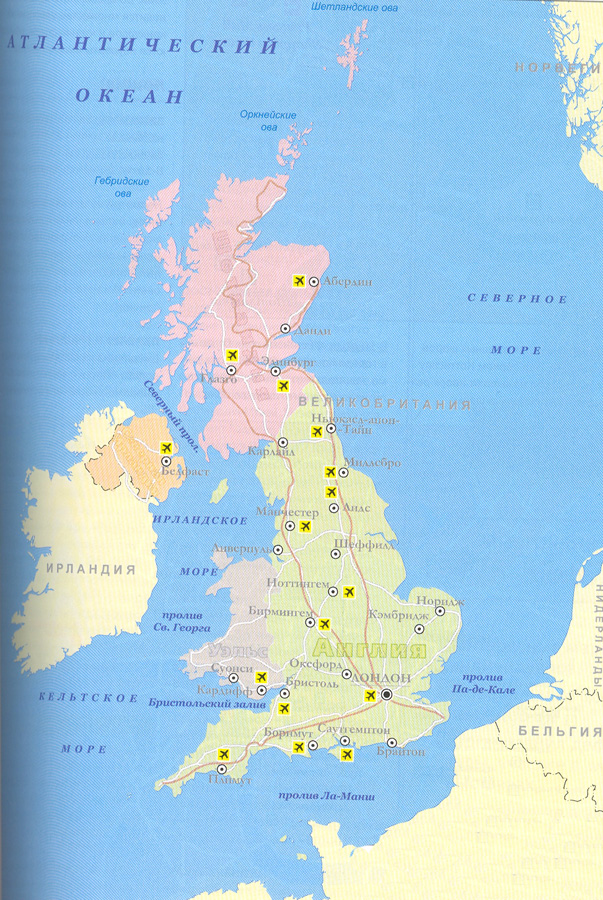 Шетландские ова
АТЛАНТИЧЕСКИЙ
ОКЕАН
НОРВЕГИЯ
Оркнейские
ова
Гебридские
ова
Абердин
СЕВЕРНОЕ
МОРЕ
Данди
Эдинбург
Глазго
Северный прол.
ВЕЛИКОБРИТАНИЯ
Ньюкасл-апон-
-Тайн
Карлайл
Белфаст
Мидлсбро
Манчестер
Лидс
ИРЛАНДСКОЕ
МОРЕ
Ливерпуль
Шеффилд
ИРЛАНДИЯ
Ноттингем
НИДЕРЛАНДЫ
Норидж
Бирмингем
Кэмбридж
пролив
Св. Георга
Уэльс
Англия
Суонси
Оксфорд
ЛОНДОН
Кардифф
Бристоль
пролив
Па-де-Кале
КЕЛЬТСКОЕ
МОРЕ
Бристольский залив
БЕЛЬГИЯ
Борнмут
Саутгемптон
Брайтон
Плимут
пролив Ла-Манш